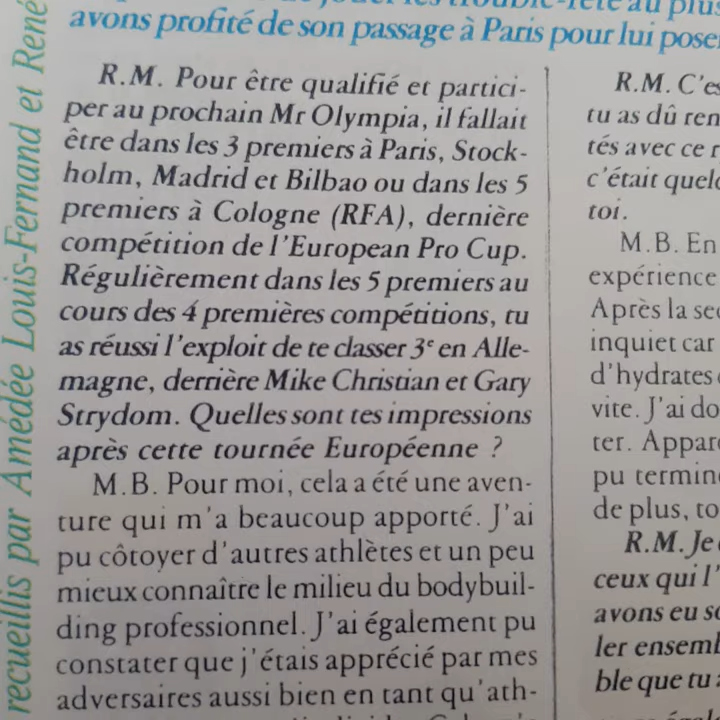 recueillis par Amédée Louis-Fernand et René
avons profité de son passage à Paris pour lui poser
R.M. Pour être qualifié et partici-
per au prochain Mr Olympia, il fallait
être dans les 3 premiers à Paris, Stock-
holm, Madrid et Bilbao ou dans les 5
premiers à Cologne (RFA), dernière
compétition de l'European Pro Cup.
Régulièrement dans les 5 premiers au
cours des 4 premières compétitions, tu
as réussi l'exploit de te classer 3e en Alle-
magne, derrière Mike Christian et Gary
Strydom. Quelles sont tes impressions
après cette tournée Européenne ?
M.B. Pour moi, cela a été une aven-
ture qui m'a beaucoup apporté. J'ai
pu côtoyer d'autres athlètes et un peu
mieux connaître le milieu du bodybuil-
ding professionnel. J'ai également pu
constater que j'étais apprécié par mes
adversaires aussi bien en tant qu'ath-
R.M. C'es
tu as dû ren
tés avec ce r
c'était quelq
toi.
M.B. En
expérience
Après la sec
inquiet car
d'hydrates
vite. J'ai do
ter. Appare
pu termine
de plus, to
R.M. Je
ceux qui l'
avons eu so
ler ensemb
ble que tu a